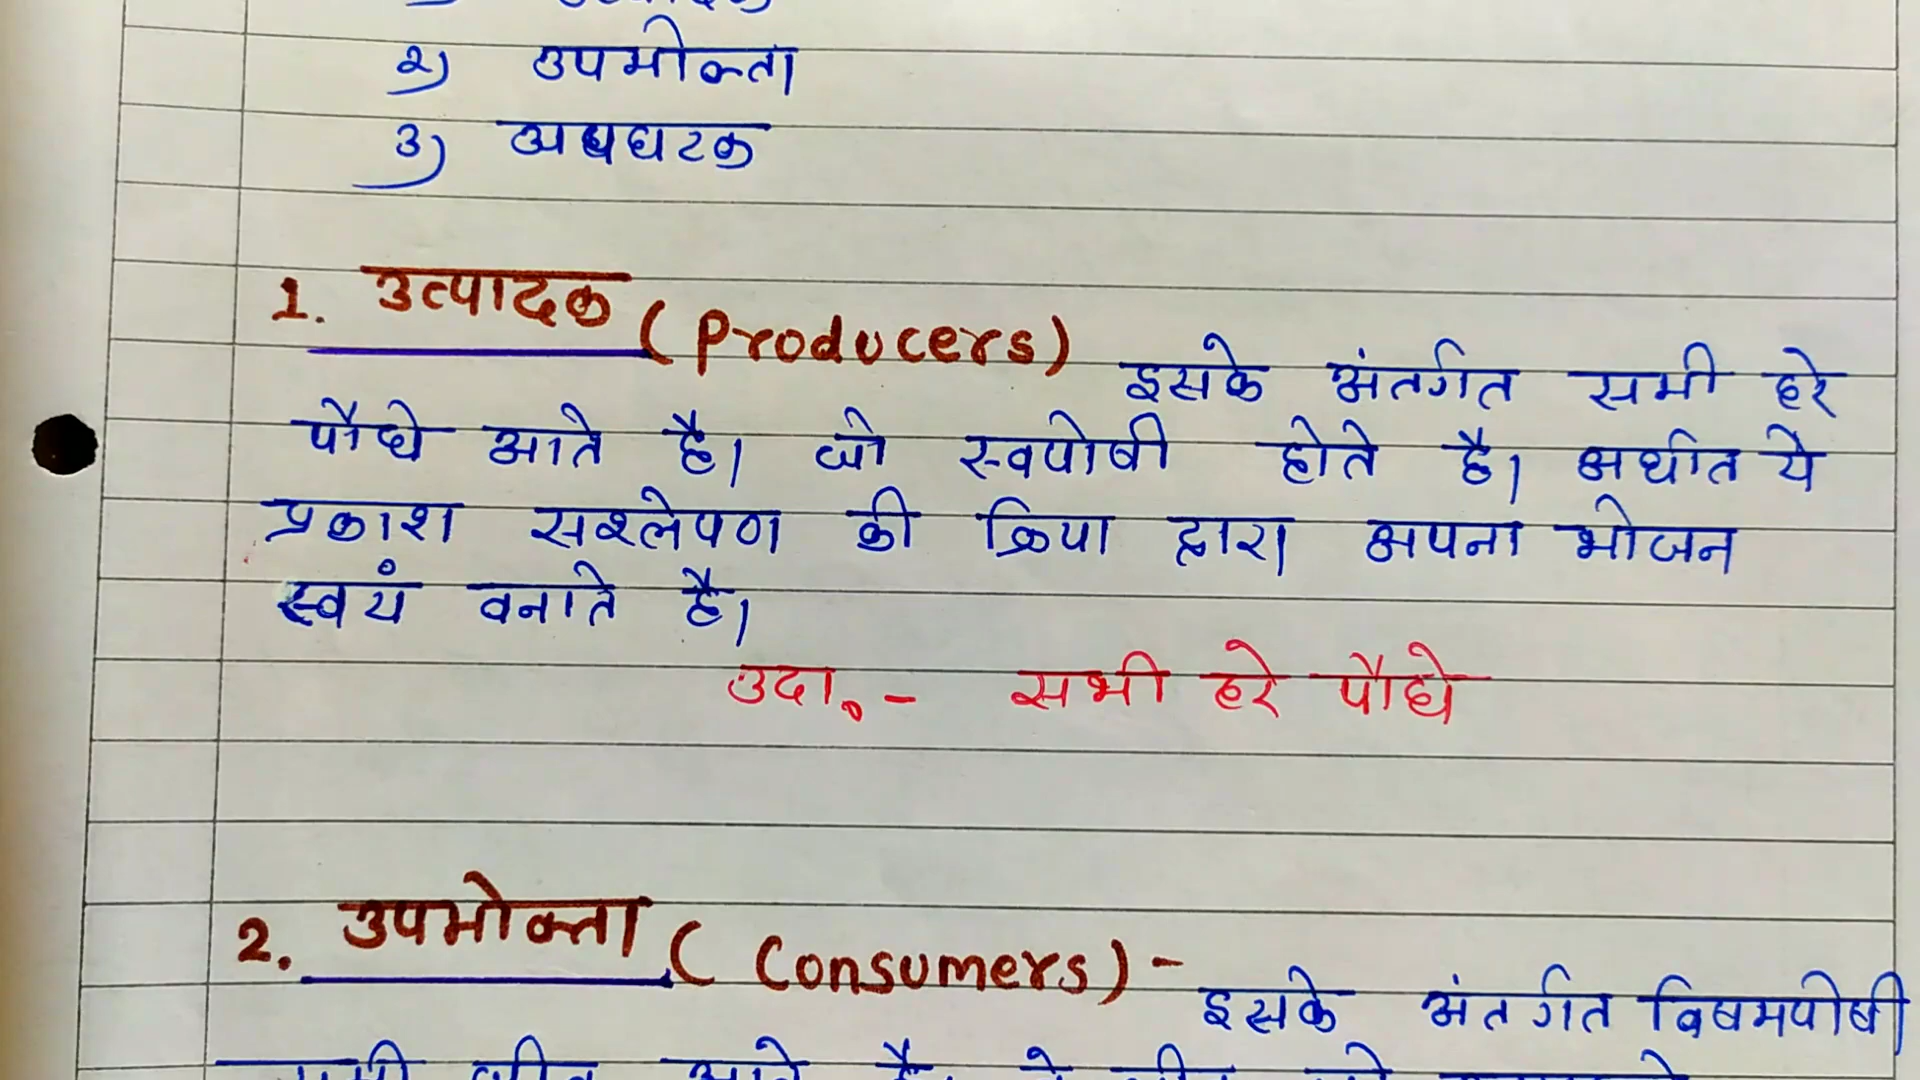 2) उपभोक्ता
3) अपघटक
1. उत्पादक (Producers) इसके अंतर्गत सभी हरे
पौधे आते है। जो स्वपोषी होते है। अर्थात ये
प्रकाश सश्लेषण की क्रिया द्वारा अपना भोजन
स्वयं बनाते है।
उदा॰ - सभी हरे पौधे
2. उपभोक्ता (Consumers) - इसके अंतर्गत विषमपोषी